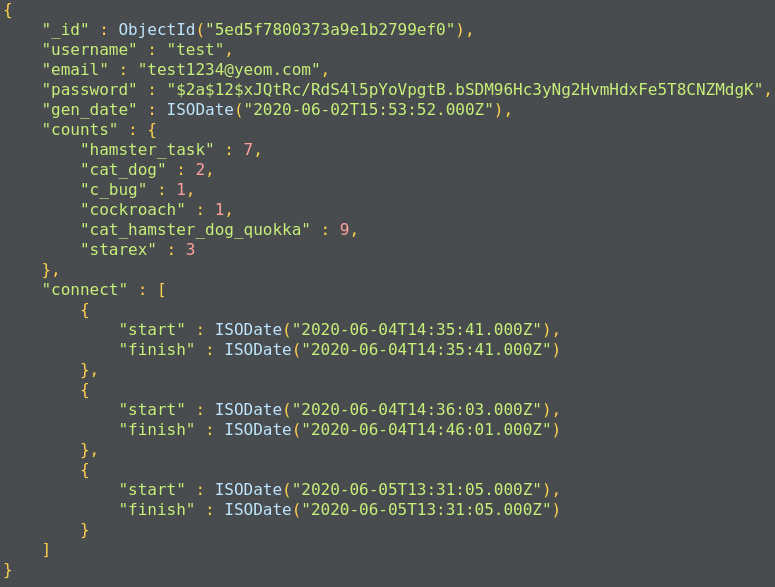 {
    "_id" : ObjectId("5ed5f7800373a9e1b2799ef0"),
    "username" : "test",
    "email" : "test1234@yeom.com",
    "password" : "$2a$12$xJQtRc/RdS4l5pYoVpgtB.bSDM96Hc3yNg2HvmHdxFe5T8CNZMdgK",
    "gen_date" : ISODate("2020-06-02T15:53:52.000Z"),
    "counts" : {
        "hamster_task" : 7,
        "cat_dog" : 2,
        "c_bug" : 1,
        "cockroach" : 1,
        "cat_hamster_dog_quokka" : 9,
        "starex" : 3
    },
    "connect" : [
        {
            "start" : ISODate("2020-06-04T14:35:41.000Z"),
            "finish" : ISODate("2020-06-04T14:35:41.000Z")
        },
        {
            "start" : ISODate("2020-06-04T14:36:03.000Z"),
            "finish" : ISODate("2020-06-04T14:46:01.000Z")
        },
        {
            "start" : ISODate("2020-06-05T13:31:05.000Z"),
            "finish" : ISODate("2020-06-05T13:31:05.000Z")
        }
    ]
}